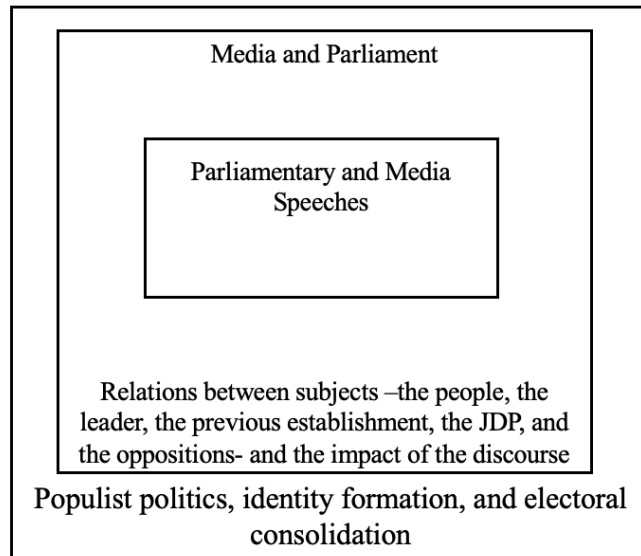 Media and Parliament
Parliamentary and Media
Speeches
Relations between subjects –the people, the
leader, the previous establishment, the JDP, and
the oppositions- and the impact of the discourse
Populist politics, identity formation, and electoral
consolidation